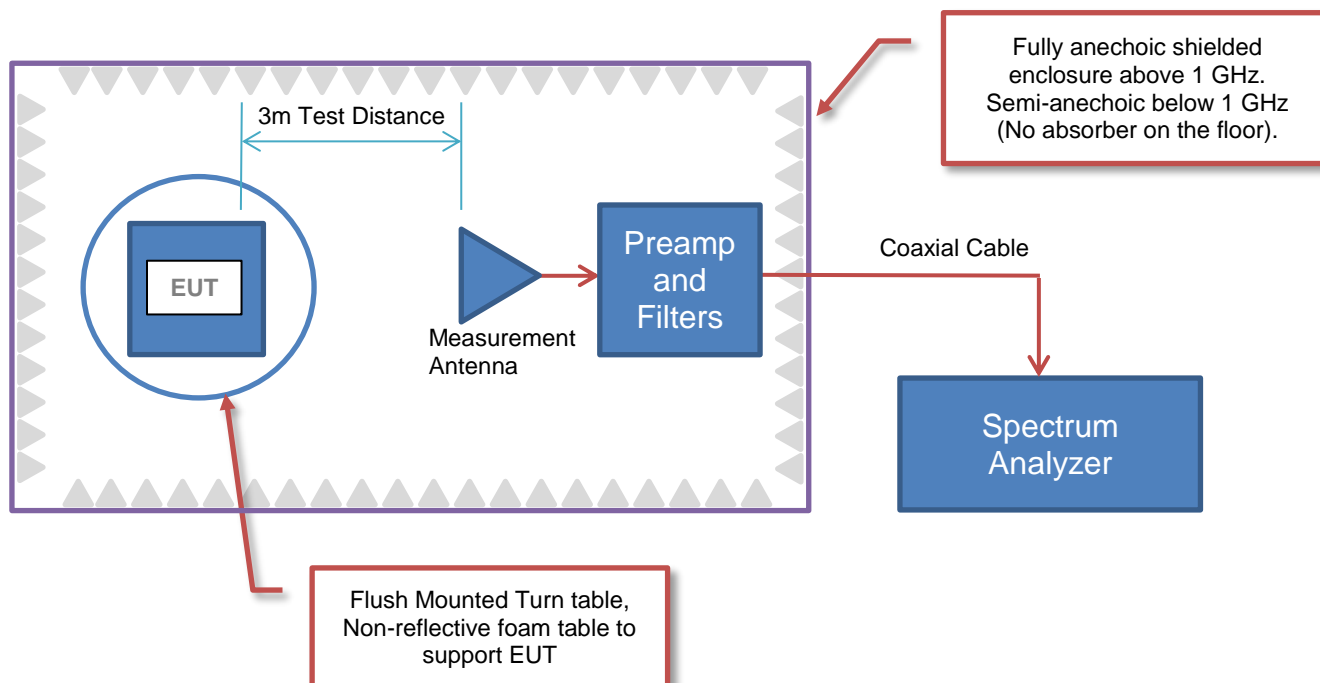 Fully anechoic shielded
enclosure above 1 GHz.
Semi-anechoic below 1 GHz
(No absorber on the floor).
3m Test Distance
EUT
Measurement
Antenna
Preamp
and
Filters
Coaxial Cable
Spectrum
Analyzer
Flush Mounted Turn table,
Non-reflective foam table to
support EUT